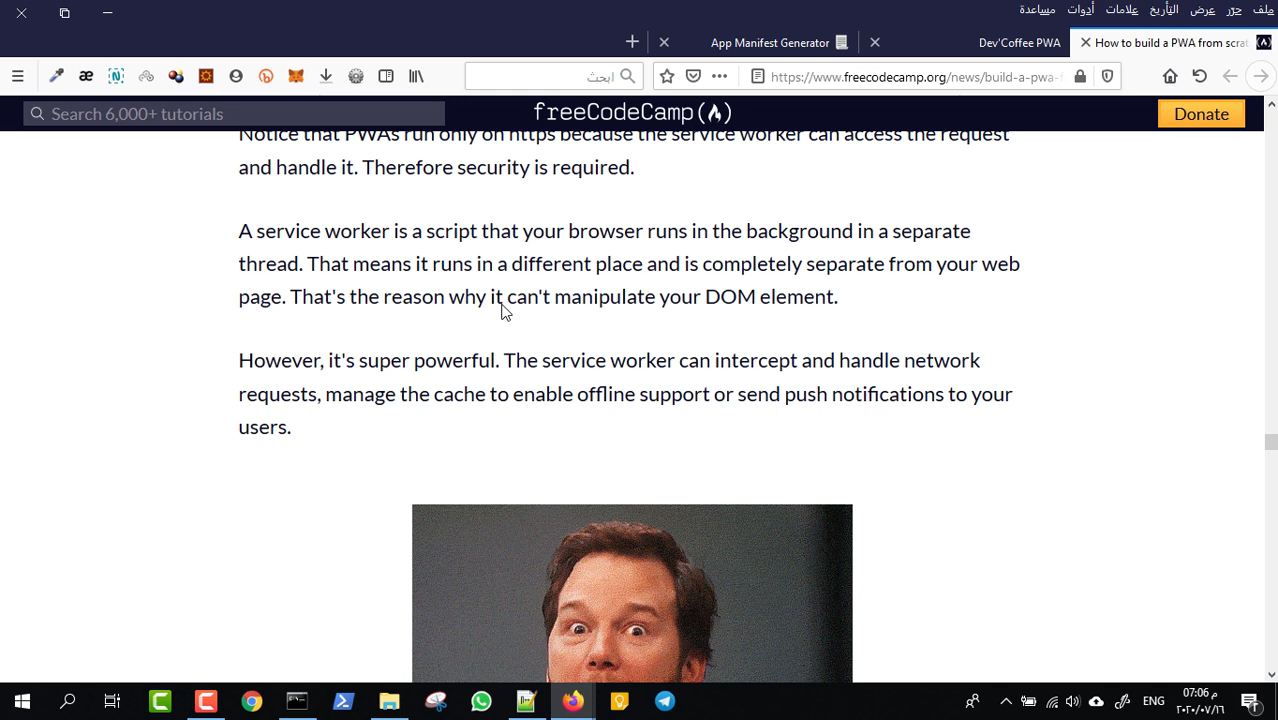 ملف حرّر عرض التأريخ علامات أدوات مساعدة
How to build a PWA from scrat
Dev'Coffee PWA
App Manifest Generator
https://www.freecodecamp.org/news/build-a-pwa-f
ابحث
Search 6,000+ tutorials
freeCodeCamp
Donate
Notice that PWAs run only on https because the service worker can access the request
and handle it. Therefore security is required.
A service worker is a script that your browser runs in the background in a separate
thread. That means it runs in a different place and is completely separate from your web
page. That's the reason why it can't manipulate your DOM element.
However, it's super powerful. The service worker can intercept and handle network
requests, manage the cache to enable offline support or send push notifications to your
users.
ENG
07:06 م
٢٠٢٠/٠٧/١٦